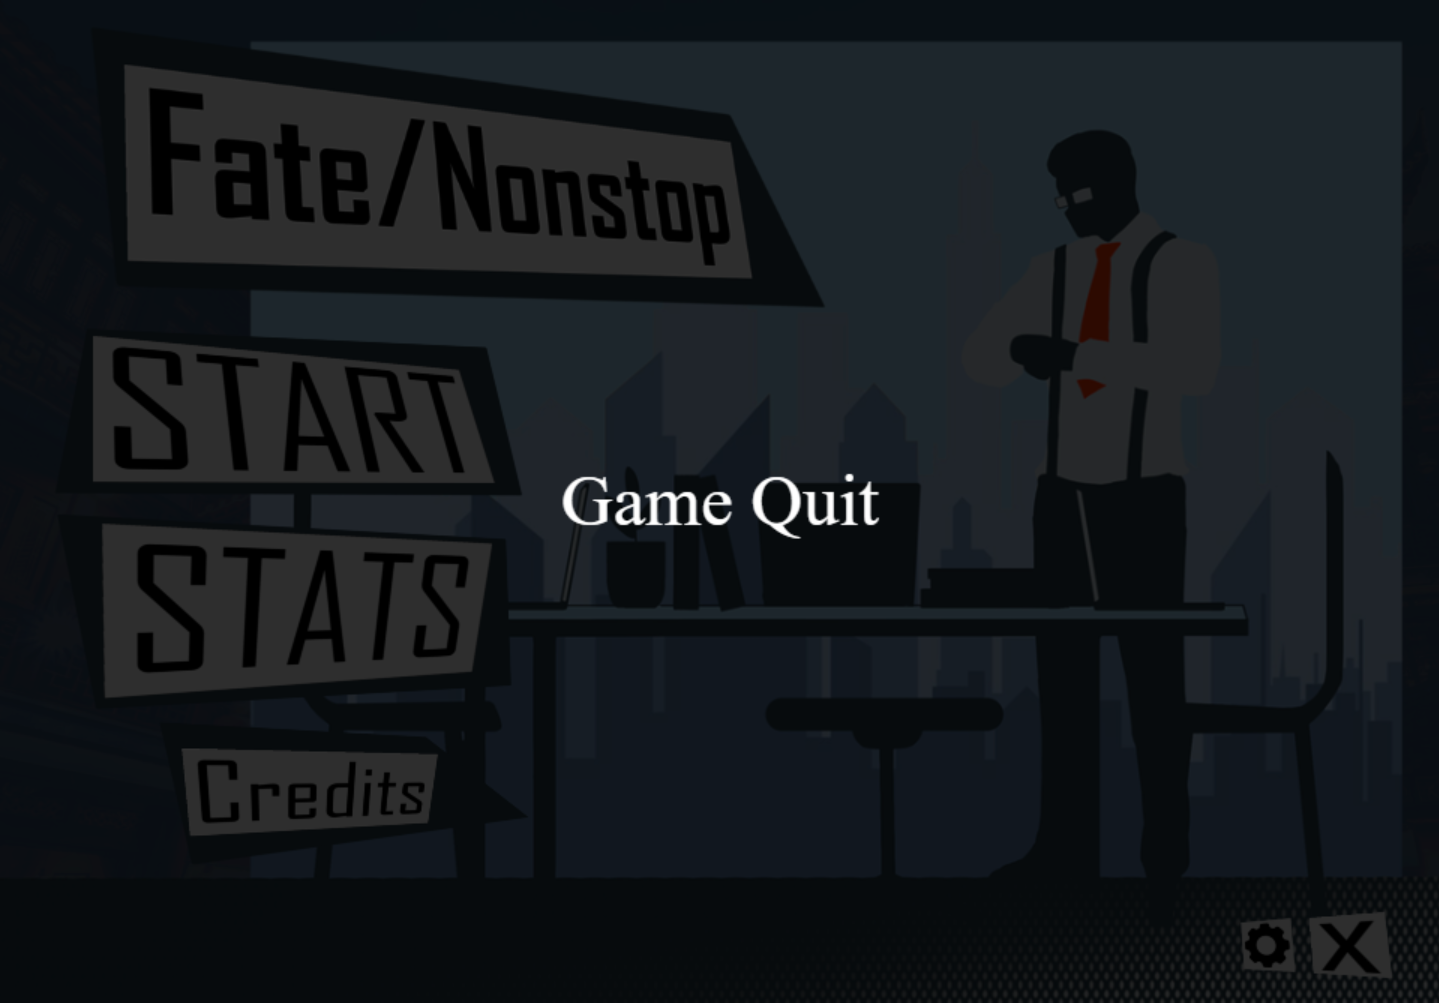 Fate/Nonstop
START
Game Quit
STATS
Credits
X